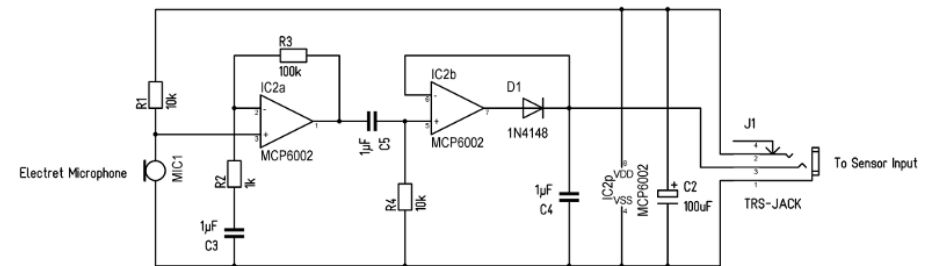 R1
10k
Electret Microphone
MIC1
R2
1k
1µF
C3
R3
100k
IC2a
2
-
3
+
1
MCP6002
1µF
C5
R4
10k
IC2b
6
-
5
+
7
MCP6002
D1
1N4148
1µF
C4
IC2p
8
VDD
VSS
4
MCP6002
+
C2
100uF
J1
4
2
3
1
TRS-JACK
To Sensor Input